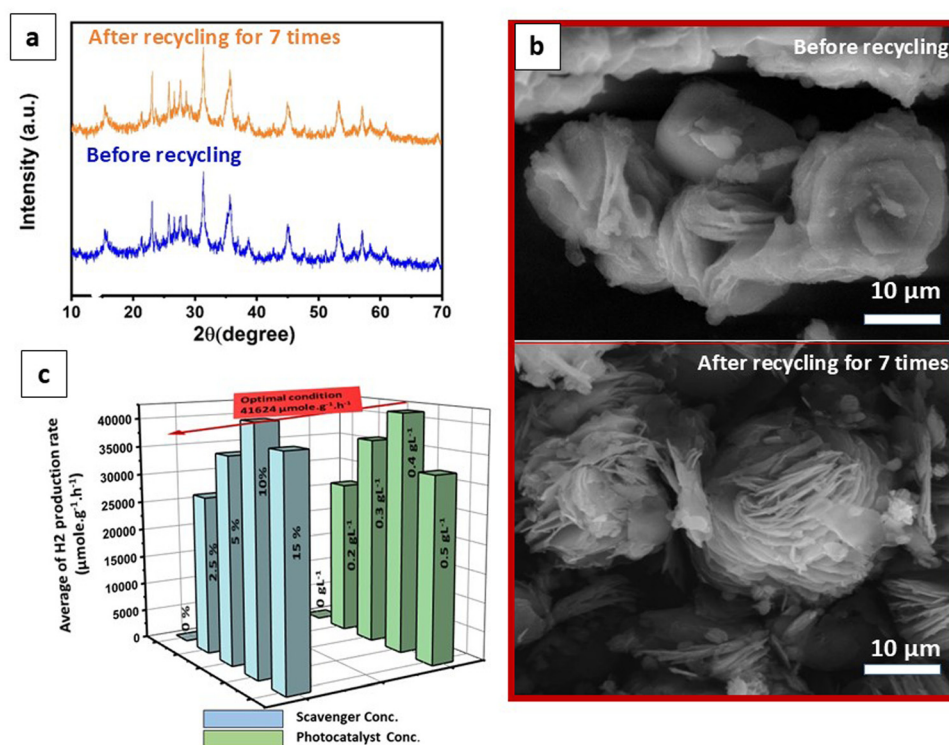 a
After recycling for 7 times
Before recycling
Intensity (a.u.)
10 20 30 40 50 60 70
2θ(degree)
b
Before recycling
10 µm
After recycling for 7 times
10 µm
c
Optimal condition
41624 µmole.g⁻¹.h⁻¹
Average of H2 production rate
(µmole.g⁻¹.h⁻¹)
40000
35000
30000
25000
20000
15000
10000
5000
0
0 %
2.5 %
5 %
10%
15 %
0 gL⁻¹
0.2 gL⁻¹
0.3 gL⁻¹
0.4 gL⁻¹
0.5 gL⁻¹
Scavenger Conc.
Photocatalyst Conc.